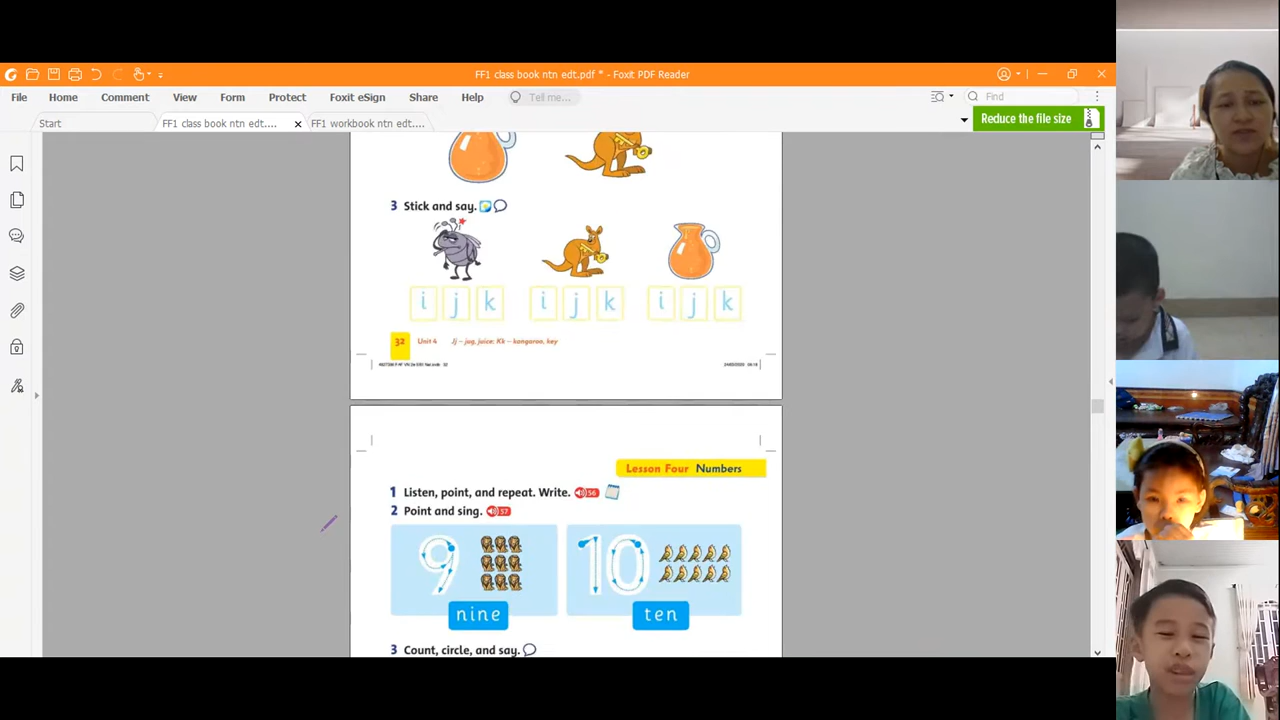 FF1 class book ntn edt.pdf * - Foxit PDF Reader
File Home Comment View Form Protect Foxit eSign Share Help Tell me... Find
Start FF1 class book ntn edt.... FF1 workbook ntn edt.... Reduce the file size
3 Stick and say.
i j k i j k i j k
32 Unit 4 Jj – jug, juice: Kk – kangaroo, key
Lesson Four Numbers
1 Listen, point, and repeat. Write. 56
2 Point and sing. 57
9 10
nine ten
3 Count, circle, and say.